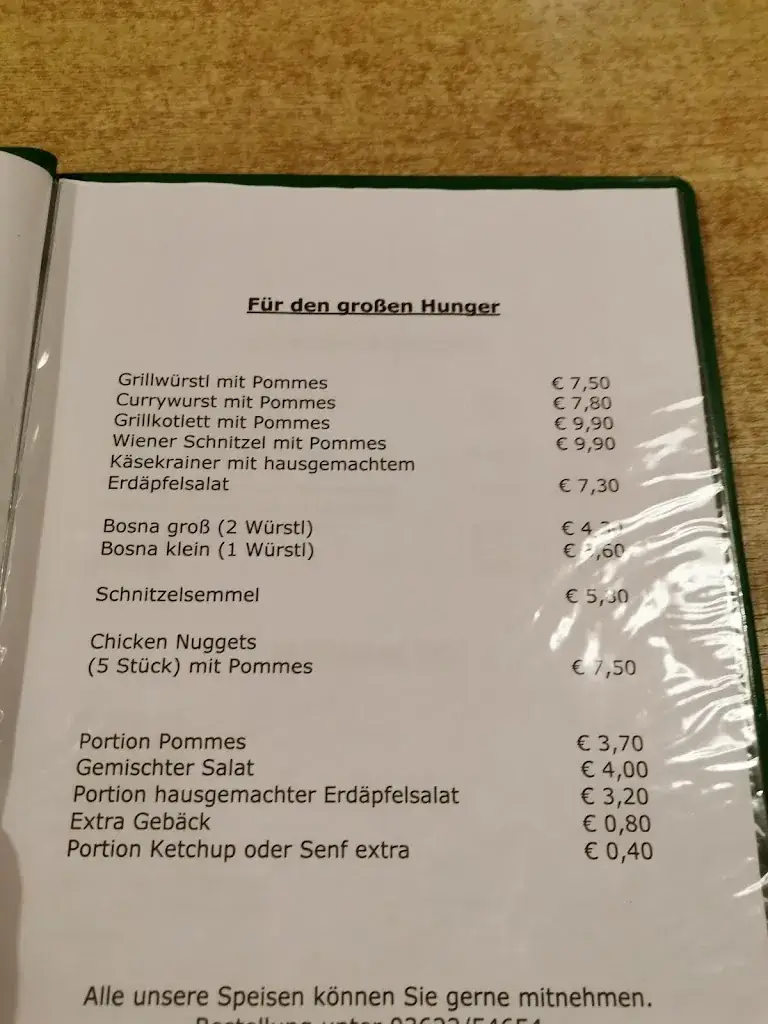 Für den großen Hunger
Grillwürstl mit Pommes € 7,50
Currywurst mit Pommes € 7,80
Grillkotlett mit Pommes € 9,90
Wiener Schnitzel mit Pommes € 9,90
Käsekrainer mit hausgemachtem
Erdäpfelsalat € 7,30
Bosna groß (2 Würstl) €
Bosna klein (1 Würstl) €
Schnitzelsemmel €
Chicken Nuggets
(5 Stück) mit Pommes € 7,50
Portion Pommes € 3,70
Gemischter Salat € 4,00
Portion hausgemachter Erdäpfelsalat € 3,20
Extra Gebäck € 0,80
Portion Ketchup oder Senf extra € 0,40
Alle unsere Speisen können Sie gerne mitnehmen.
Bestellung unter